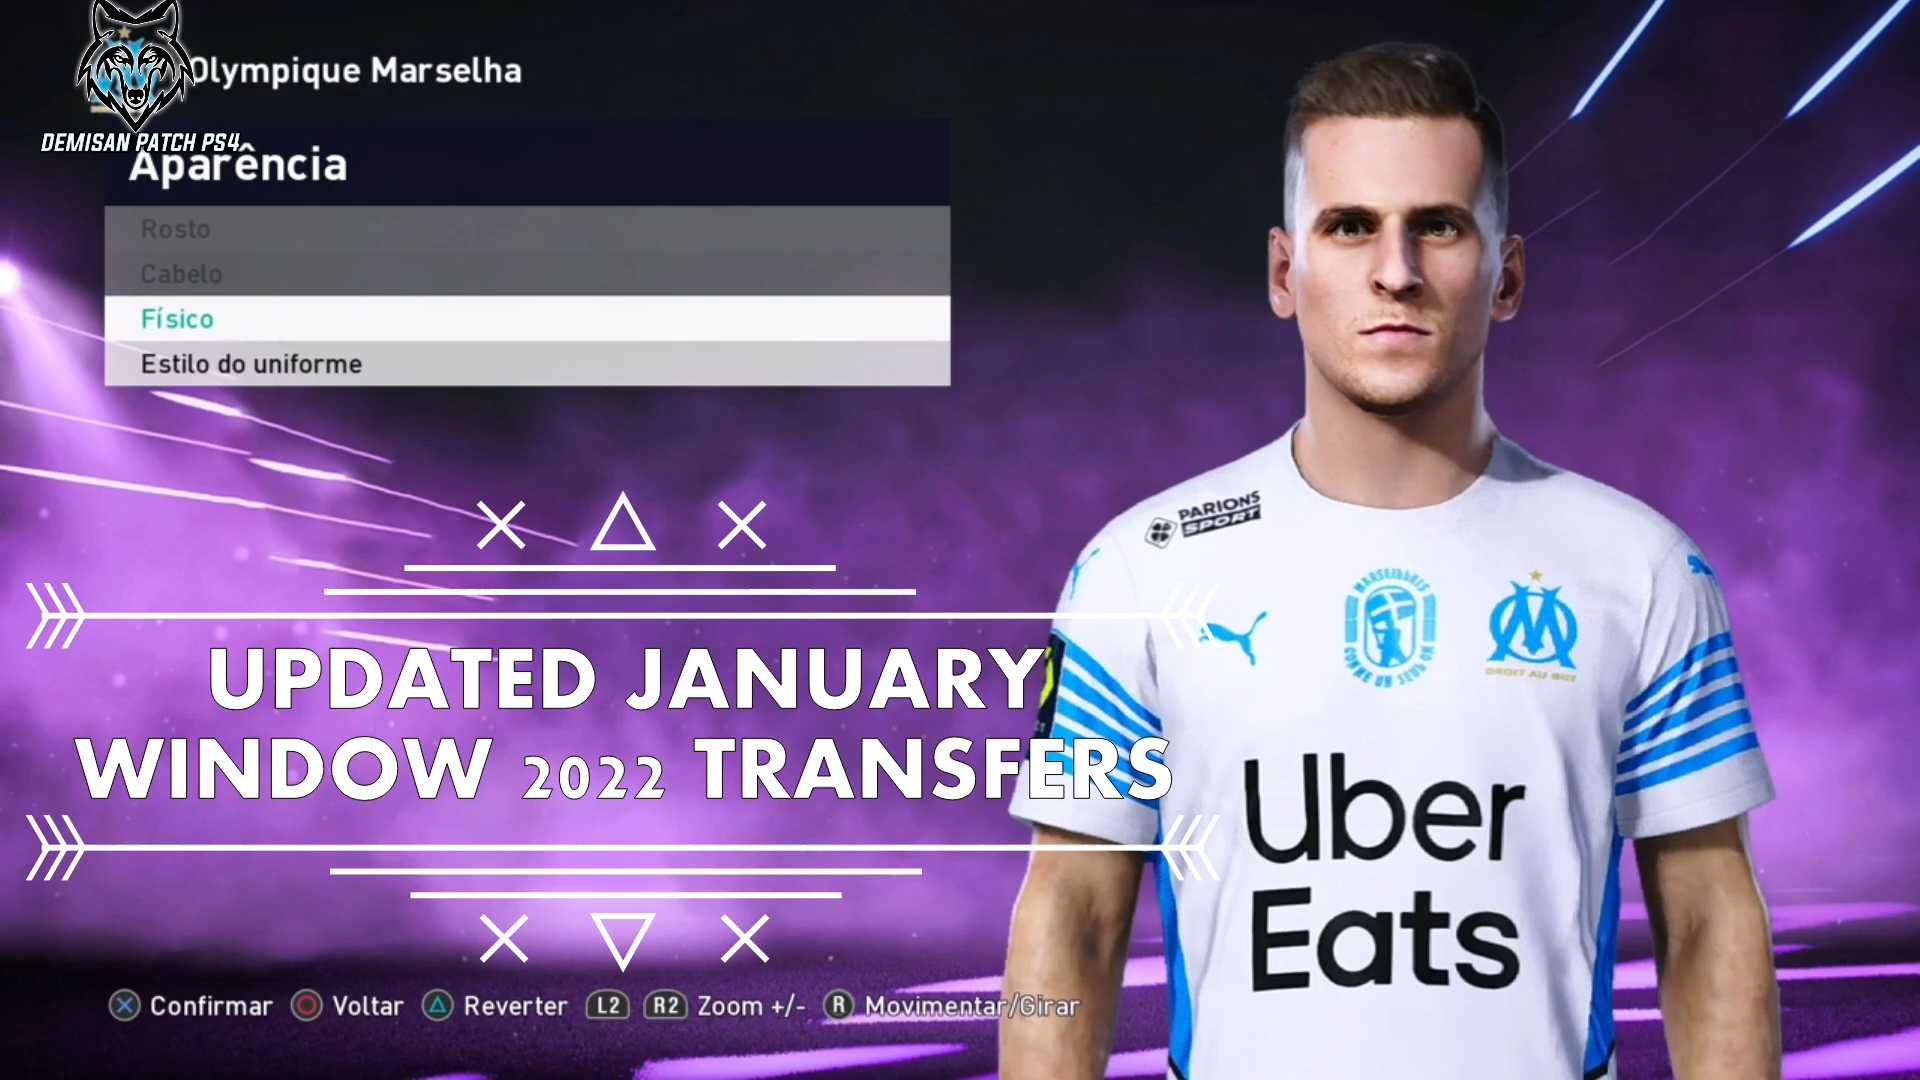 Olympique Marselha
DEMISAN PATCH PS4
Aparência
Rosto
Cabelo
Físico
Estilo do uniforme
PARIONS
SPORT
DROIT AU BUT
UPDATED JANUARY
WINDOW 2022 TRANSFERS
Uber
Eats
Confirmar
Voltar
Reverter
L2
R2
Zoom +/-
R
Movimentar/Girar